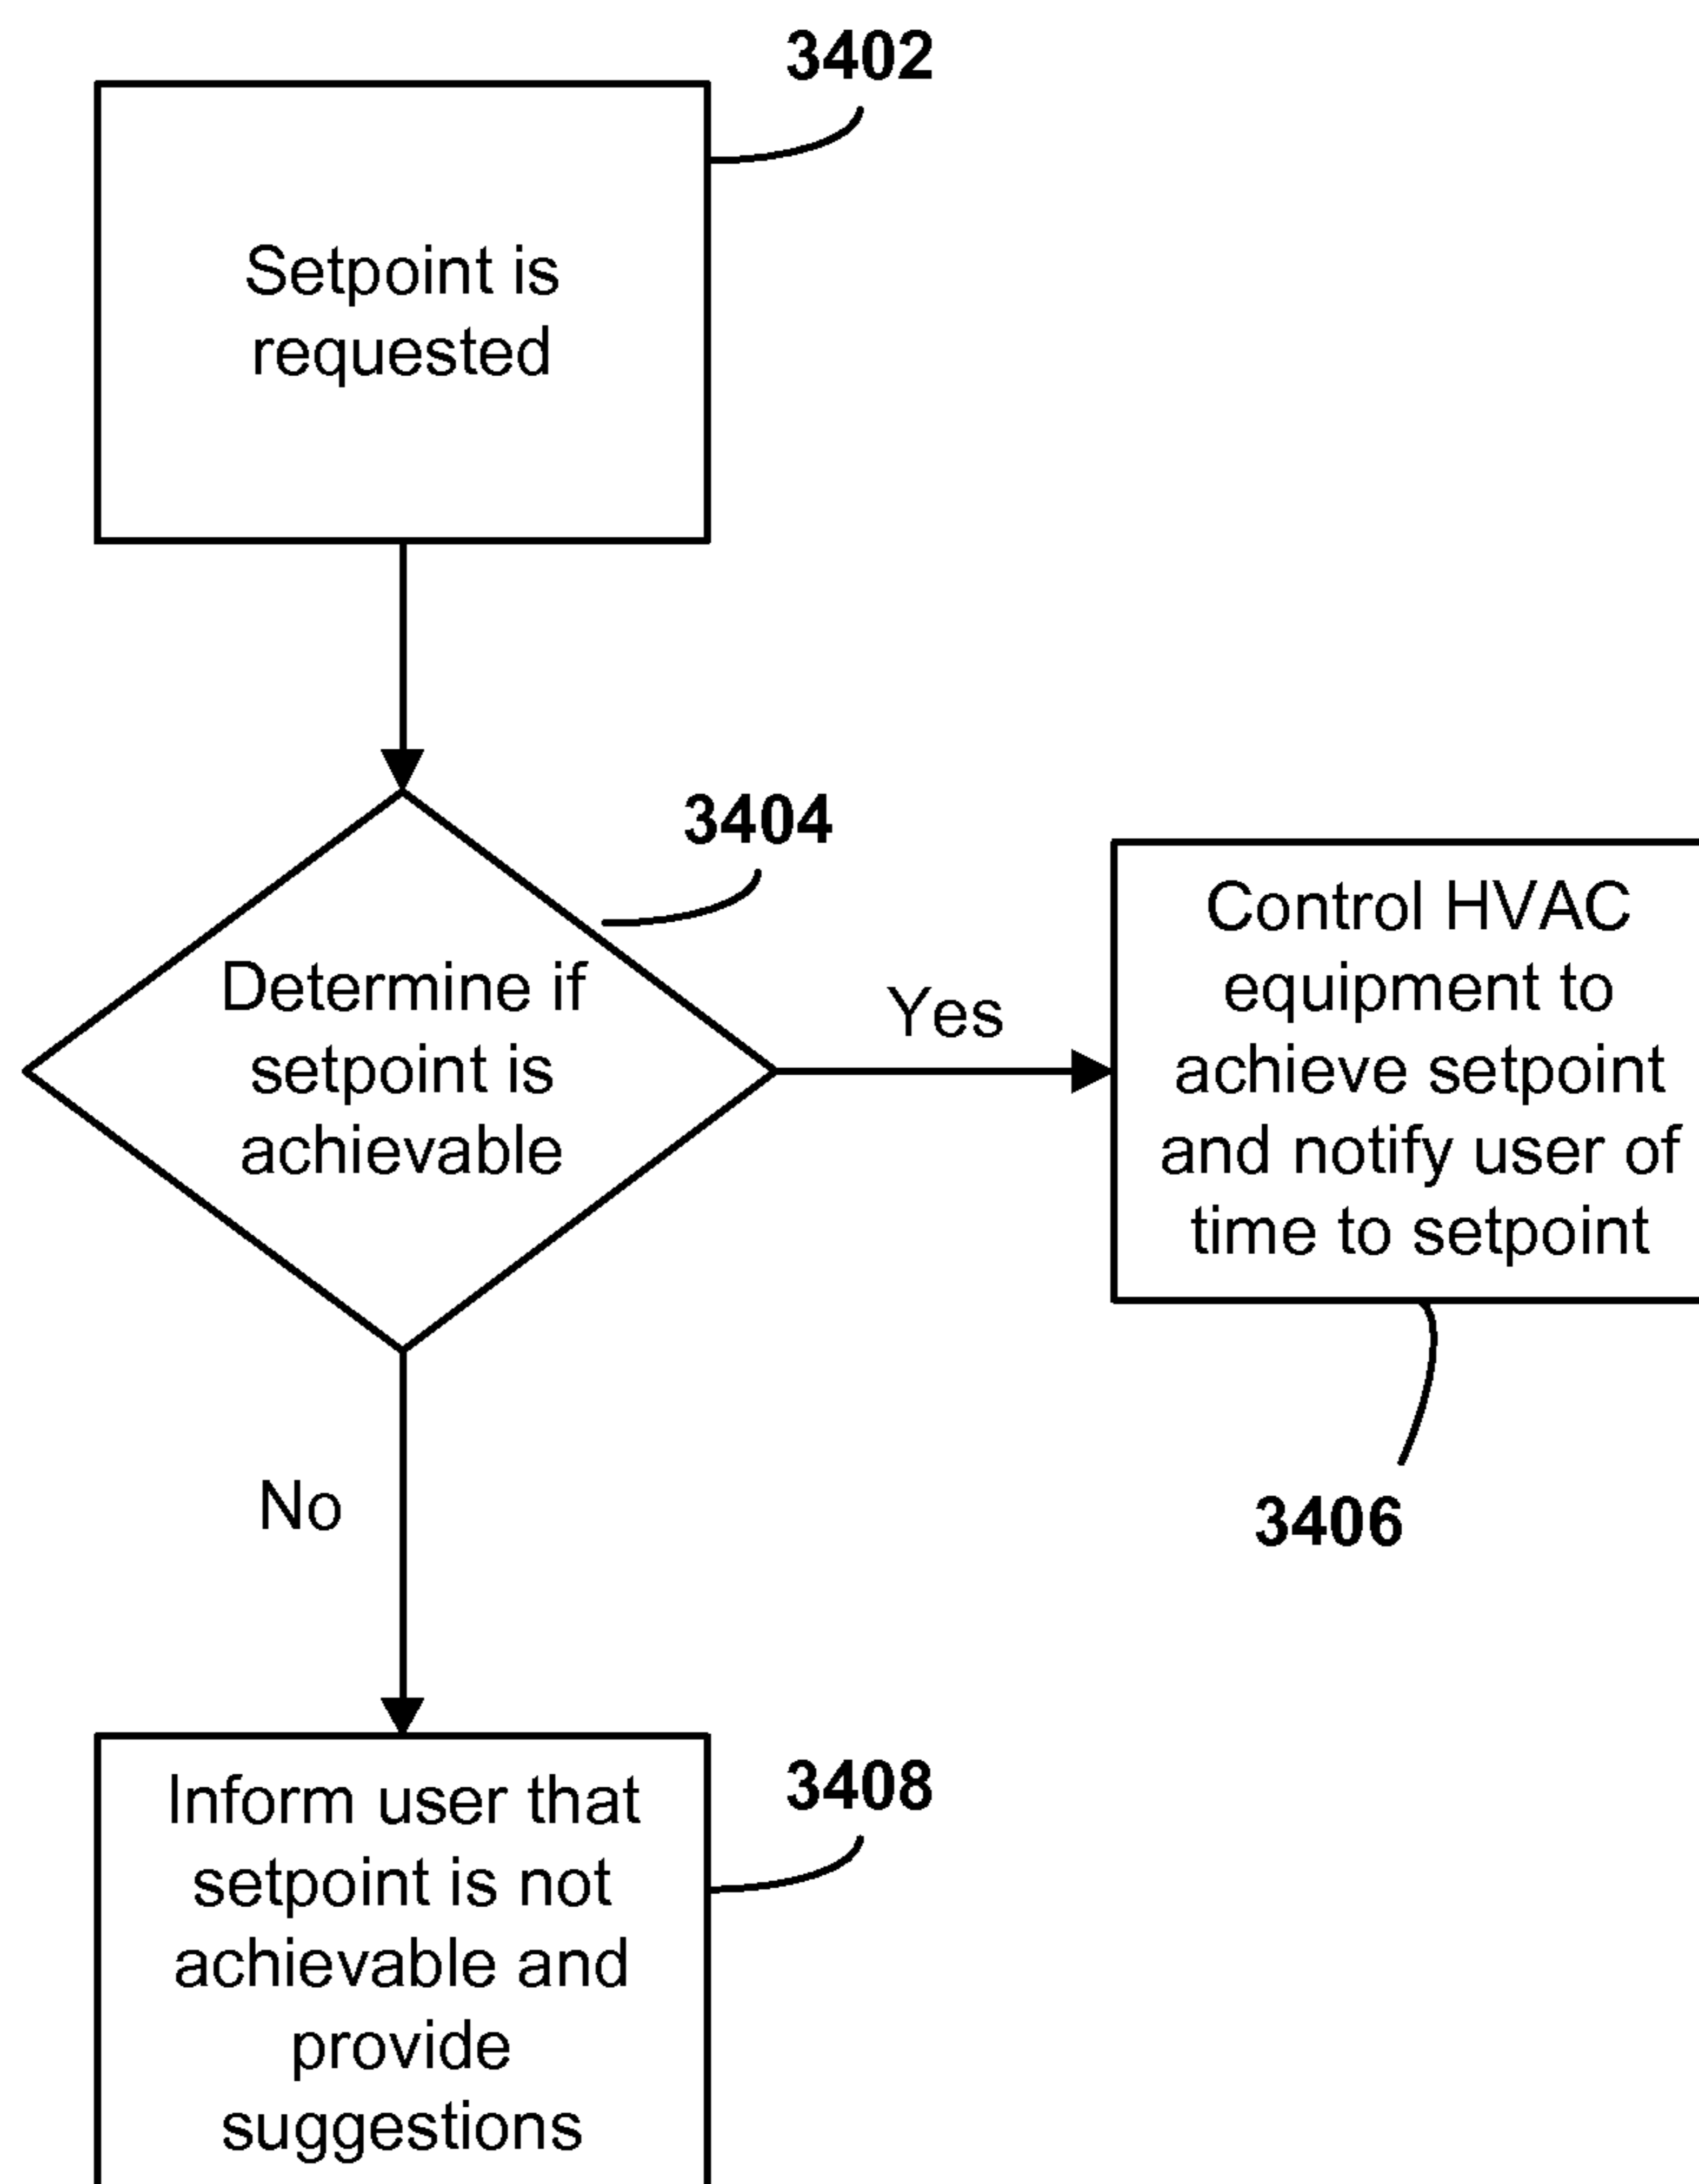 3402
Setpoint is
requested
3404
Determine if
setpoint is
achievable
Yes
Control HVAC
equipment to
achieve setpoint
and notify user of
time to setpoint
3406
No
3408
Inform user that
setpoint is not
achievable and
provide
suggestions